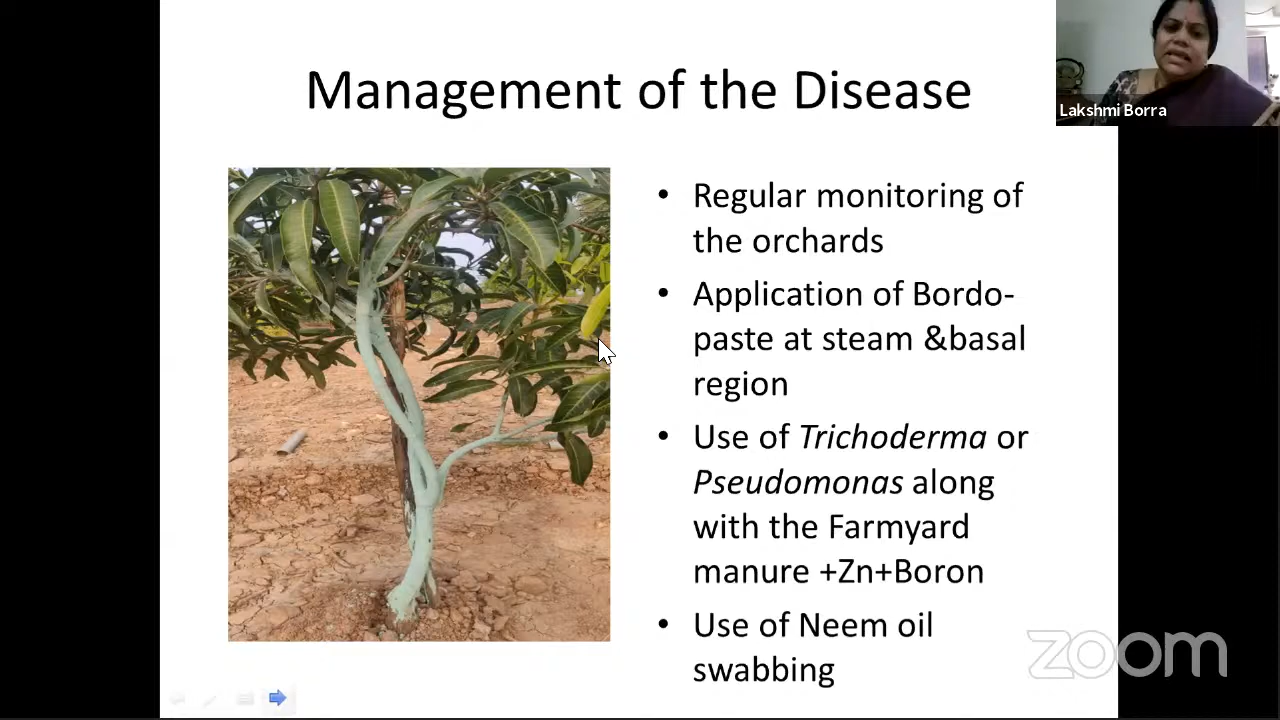 Management of the Disease
Lakshmi Borra
• Regular monitoring of
the orchards
• Application of Bordo-
paste at steam &basal
region
• Use of Trichoderma or
Pseudomonas along
with the Farmyard
manure +Zn+Boron
• Use of Neem oil
swabbing
zoom